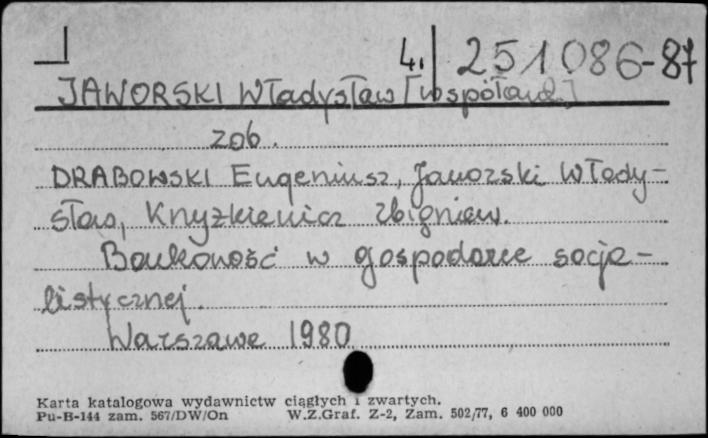 4. 251086-87
JAWORSKI Władysław [współaut.]
zob.
DRABOWSKI Eugeniusz, Jaworski Włady-
sław, Krzyżkiewicz Zbigniew.
Bankowość w gospodarce socja-
listycznej.
Warszawa 1980
Karta katalogowa wydawnictw ciągłych i zwartych.
Pu-B-144 zam. 567/DW/On W.Z.Graf. Z-2, Zam. 502/77, 6 400 000